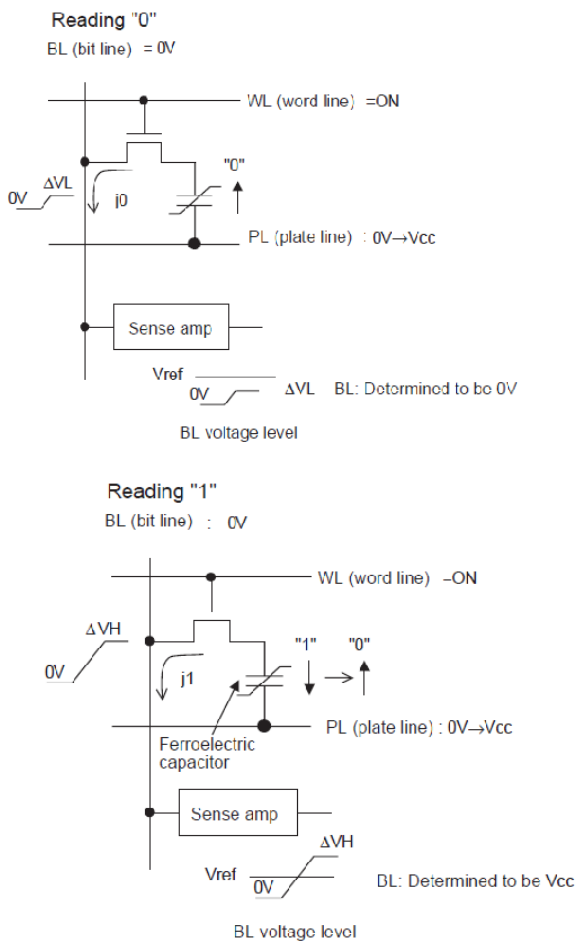 Reading "0"
BL (bit line) = 0V
WL (word line) =ON
"0"
ΔVL
0V
j0
PL (plate line) : 0V→Vcc
Sense amp
Vref
0V
ΔVL BL: Determined to be 0V
BL voltage level
Reading "1"
BL (bit line) : 0V
WL (word line) –ON
ΔVH
"1" "0"
0V
j1
PL (plate line) : 0V→Vcc
Ferroelectric
capacitor
Sense amp
ΔVH
Vref
0V
BL: Determined to be Vcc
BL voltage level